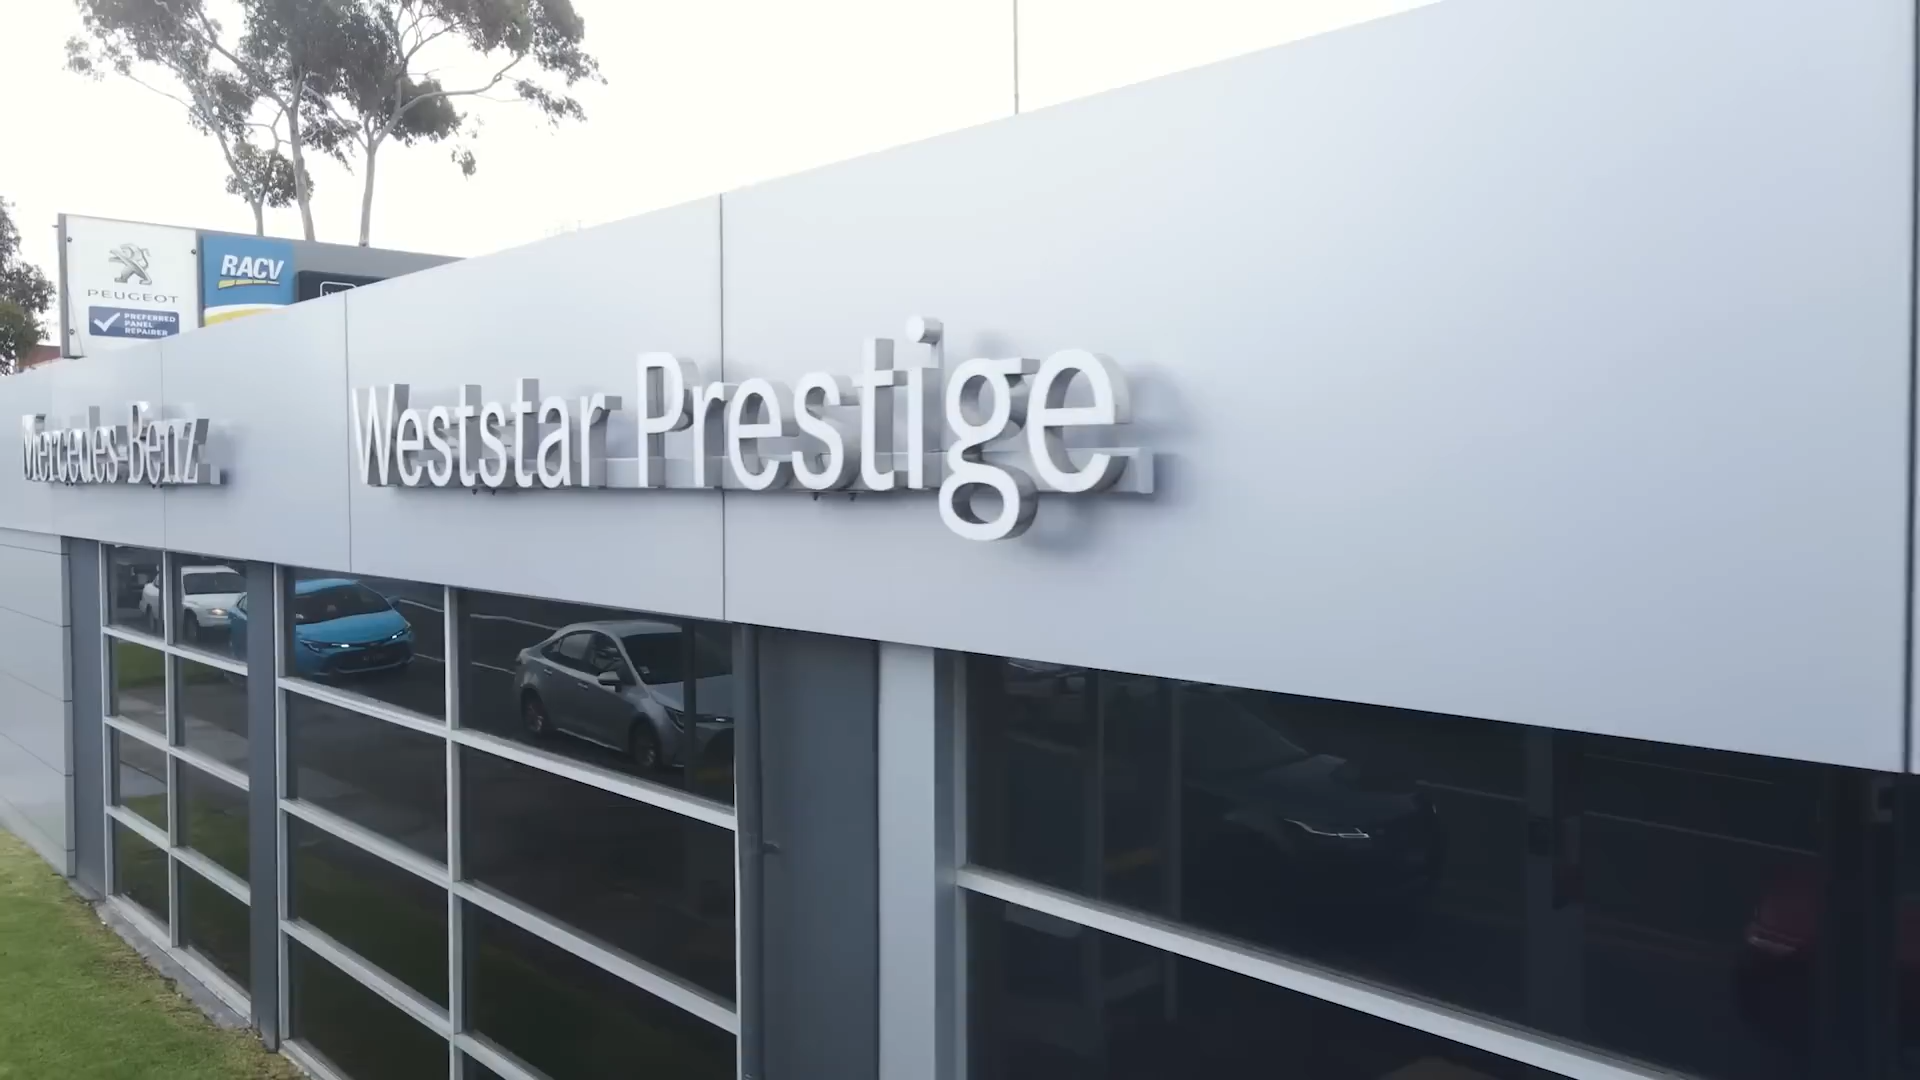 PEUGEOT
PREFERRED
PANEL
REPAIRER
RACV
Mercedes-Benz
Weststar Prestige